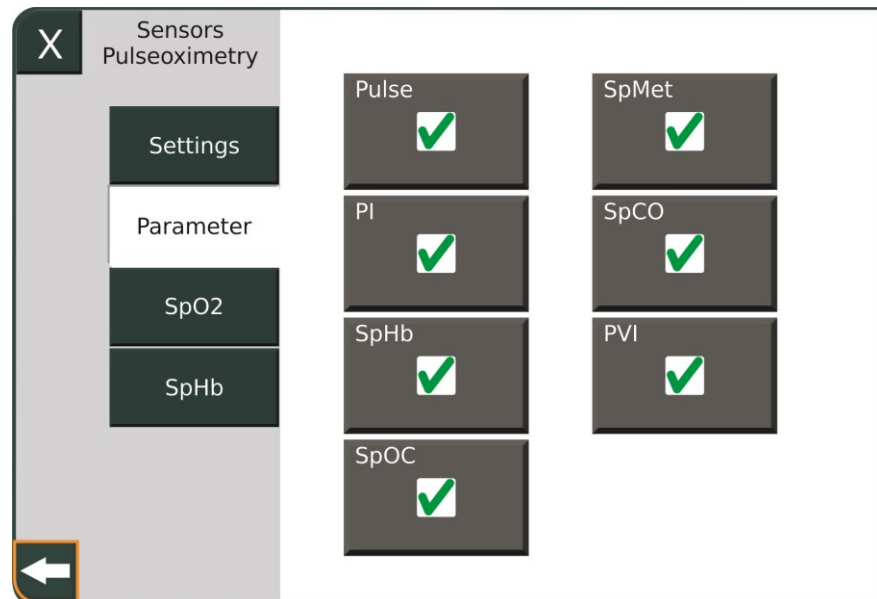 X
Sensors
Pulseoximetry
Settings
Parameter
SpO2
SpHb
Pulse
SpMet
PI
SpCO
SpHb
PVI
SpOC